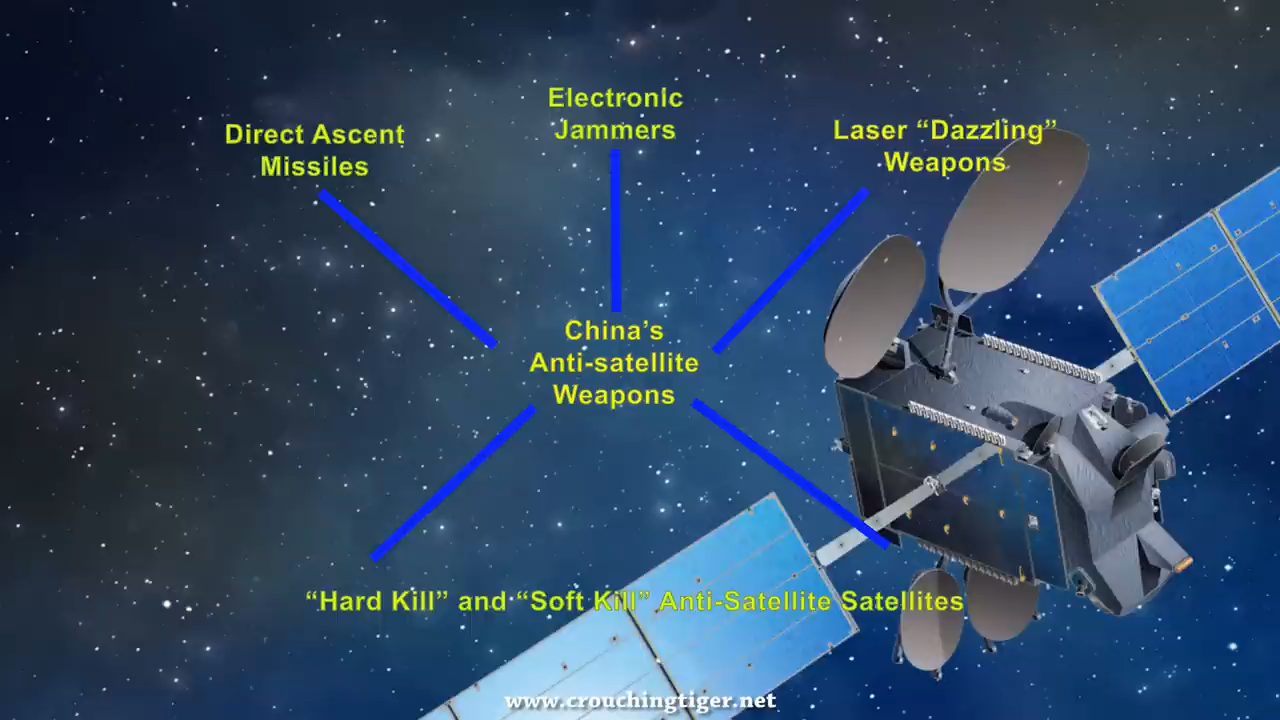 Electronic
Jammers
Direct Ascent
Missiles
Laser “Dazzling”
Weapons
China’s
Anti-satellite
Weapons
“Hard Kill” and “Soft Kill” Anti-Satellite Satellites
www.crouchingtiger.net